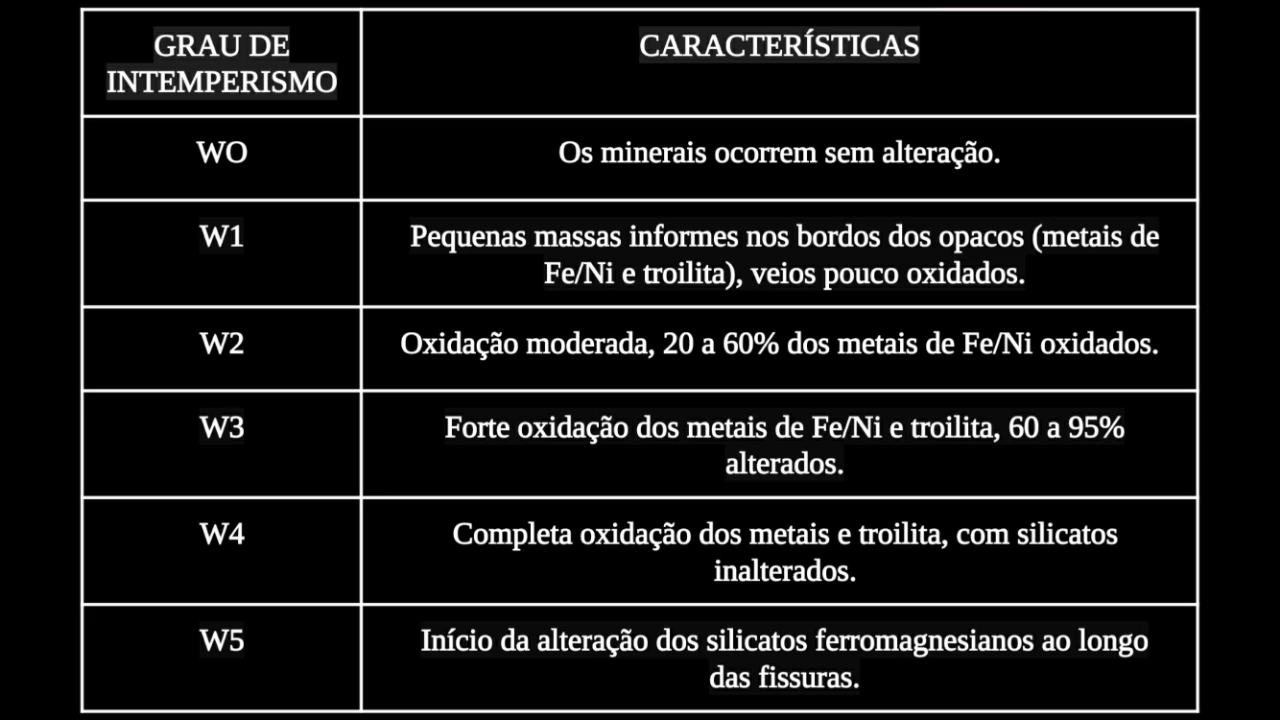 GRAU DE
INTEMPERISMO
CARACTERÍSTICAS
WO
Os minerais ocorrem sem alteração.
W1
Pequenas massas informes nos bordos dos opacos (metais de
Fe/Ni e troilita), veios pouco oxidados.
W2
Oxidação moderada, 20 a 60% dos metais de Fe/Ni oxidados.
W3
Forte oxidação dos metais de Fe/Ni e troilita, 60 a 95%
alterados.
W4
Completa oxidação dos metais e troilita, com silicatos
inalterados.
W5
Início da alteração dos silicatos ferromagnesianos ao longo
das fissuras.